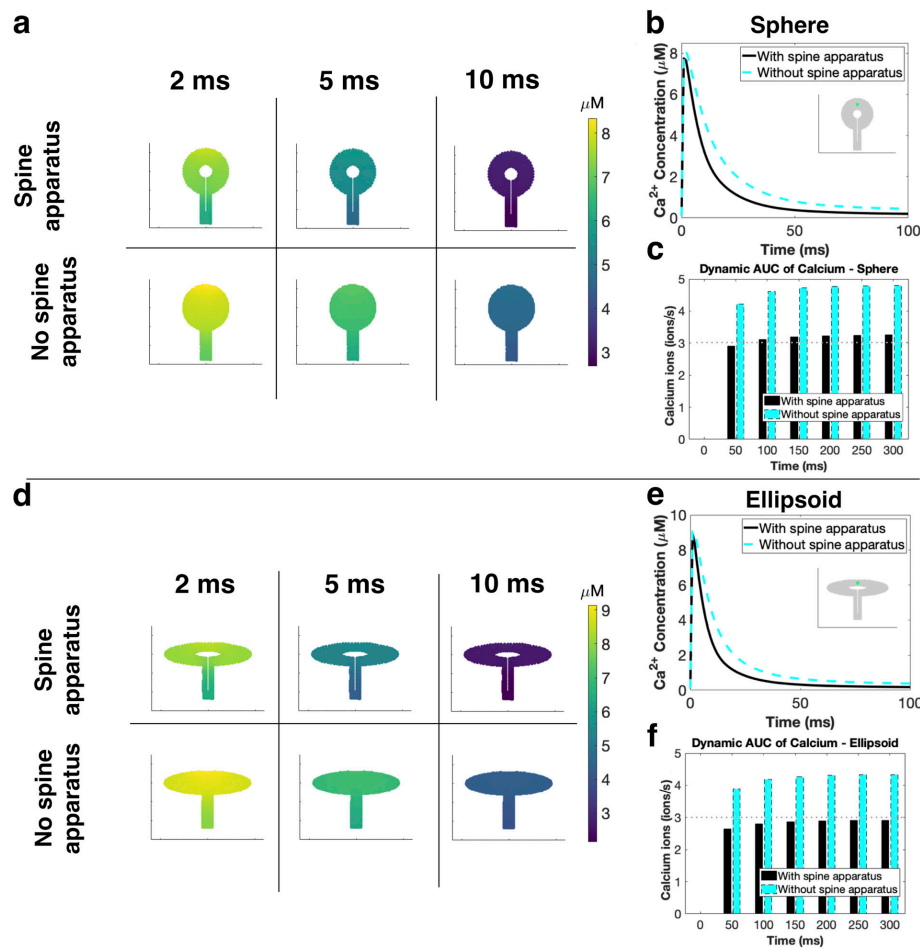 a
2 ms 5 ms 10 ms
μM
Spine
apparatus
No spine
apparatus
8
7
6
5
4
3
b Sphere
With spine apparatus
Without spine apparatus
Ca2+ Concentration (μM)
8
6
4
2
0
0 50 100
Time (ms)
c
Dynamic AUC of Calcium - Sphere
Calcium ions (ions/s)
5
4
3
2
1
0
With spine apparatus
Without spine apparatus
0 50 100 150 200 250 300
Time (ms)
d
2 ms 5 ms 10 ms
μM
Spine
apparatus
No spine
apparatus
9
8
7
6
5
4
3
e Ellipsoid
With spine apparatus
Without spine apparatus
Ca2+ Concentration (μM)
10
8
6
4
2
0
0 50 100
Time (ms)
f
Dynamic AUC of Calcium - Ellipsoid
Calcium ions (ions/s)
5
4
3
2
1
0
With spine apparatus
Without spine apparatus
0 50 100 150 200 250 300
Time (ms)